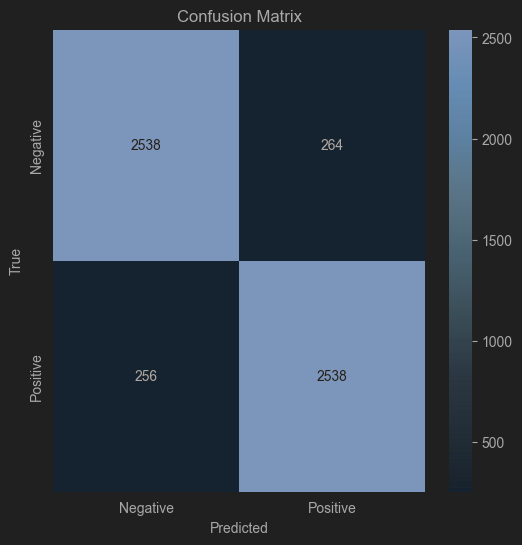 Confusion Matrix
2500
2000
1500
1000
500
True
Negative
Positive
2538
264
256
2538
Negative
Positive
Predicted